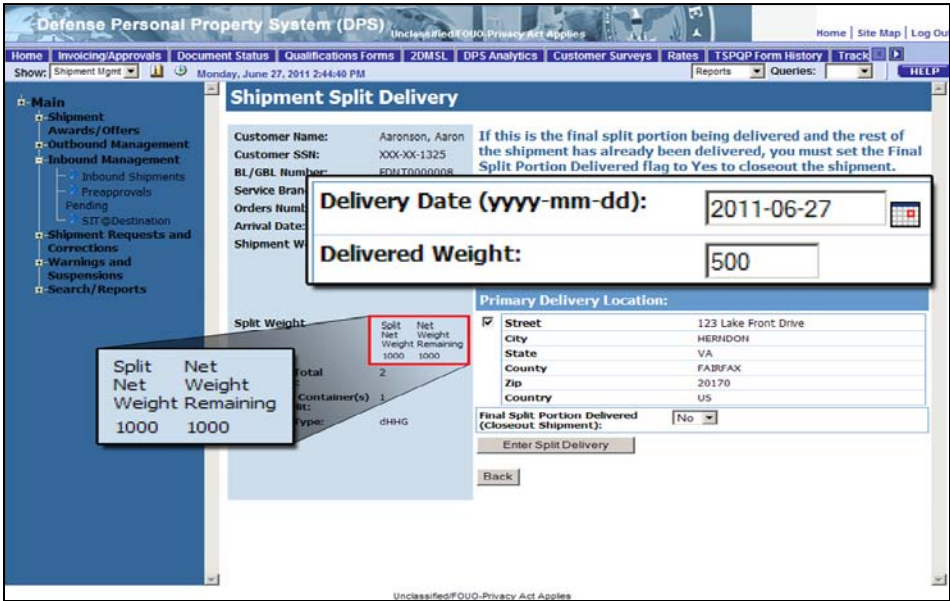 Defense Personal Property System (DPS)
Unclassified/FOUO-Privacy Act Applies
Home | Site Map | Log Ou
Home Invoicing/Approvals Document Status Qualifications Forms 2DMSL DPS Analytics Customer Surveys Rates TSPQP Form History Track
Show: Shipment Mgmt Monday, June 27, 2011 2:44:40 PM Reports Queries: HELP
Main
Shipment
Awards/Offers
Outbound Management
Inbound Management
Inbound Shipments
Preapprovals
Pending
SIT@Destination
Shipment Requests and
Corrections
Warnings and
Suspensions
Search/Reports
Shipment Split Delivery
Customer Name: Aaronson, Aaron
Customer SSN: XXX-XX-1325
BL/GBL Number: FDNT0000008
Service Bran
Orders Numb
Arrival Date:
Shipment W
If this is the final split portion being delivered and the rest of
the shipment has already been delivered, you must set the Final
Split Portion Delivered flag to Yes to closeout the shipment.
Delivery Date (yyyy-mm-dd): 2011-06-27
Delivered Weight: 500
Split Weight
Split Net
Net Weight
Weight Remaining
1000 1000
Split Net
Net Weight
Weight Remaining
1000 1000
Total 2
Container(s) 1
Type: dHHG
Primary Delivery Location:
Street 123 Lake Front Drive
City HERNDON
State VA
County FAIRFAX
Zip 20170
Country US
Final Split Portion Delivered
(Closeout Shipment): No
Enter Split Delivery
Back
Unclassified/FOUO-Privacy Act Applies